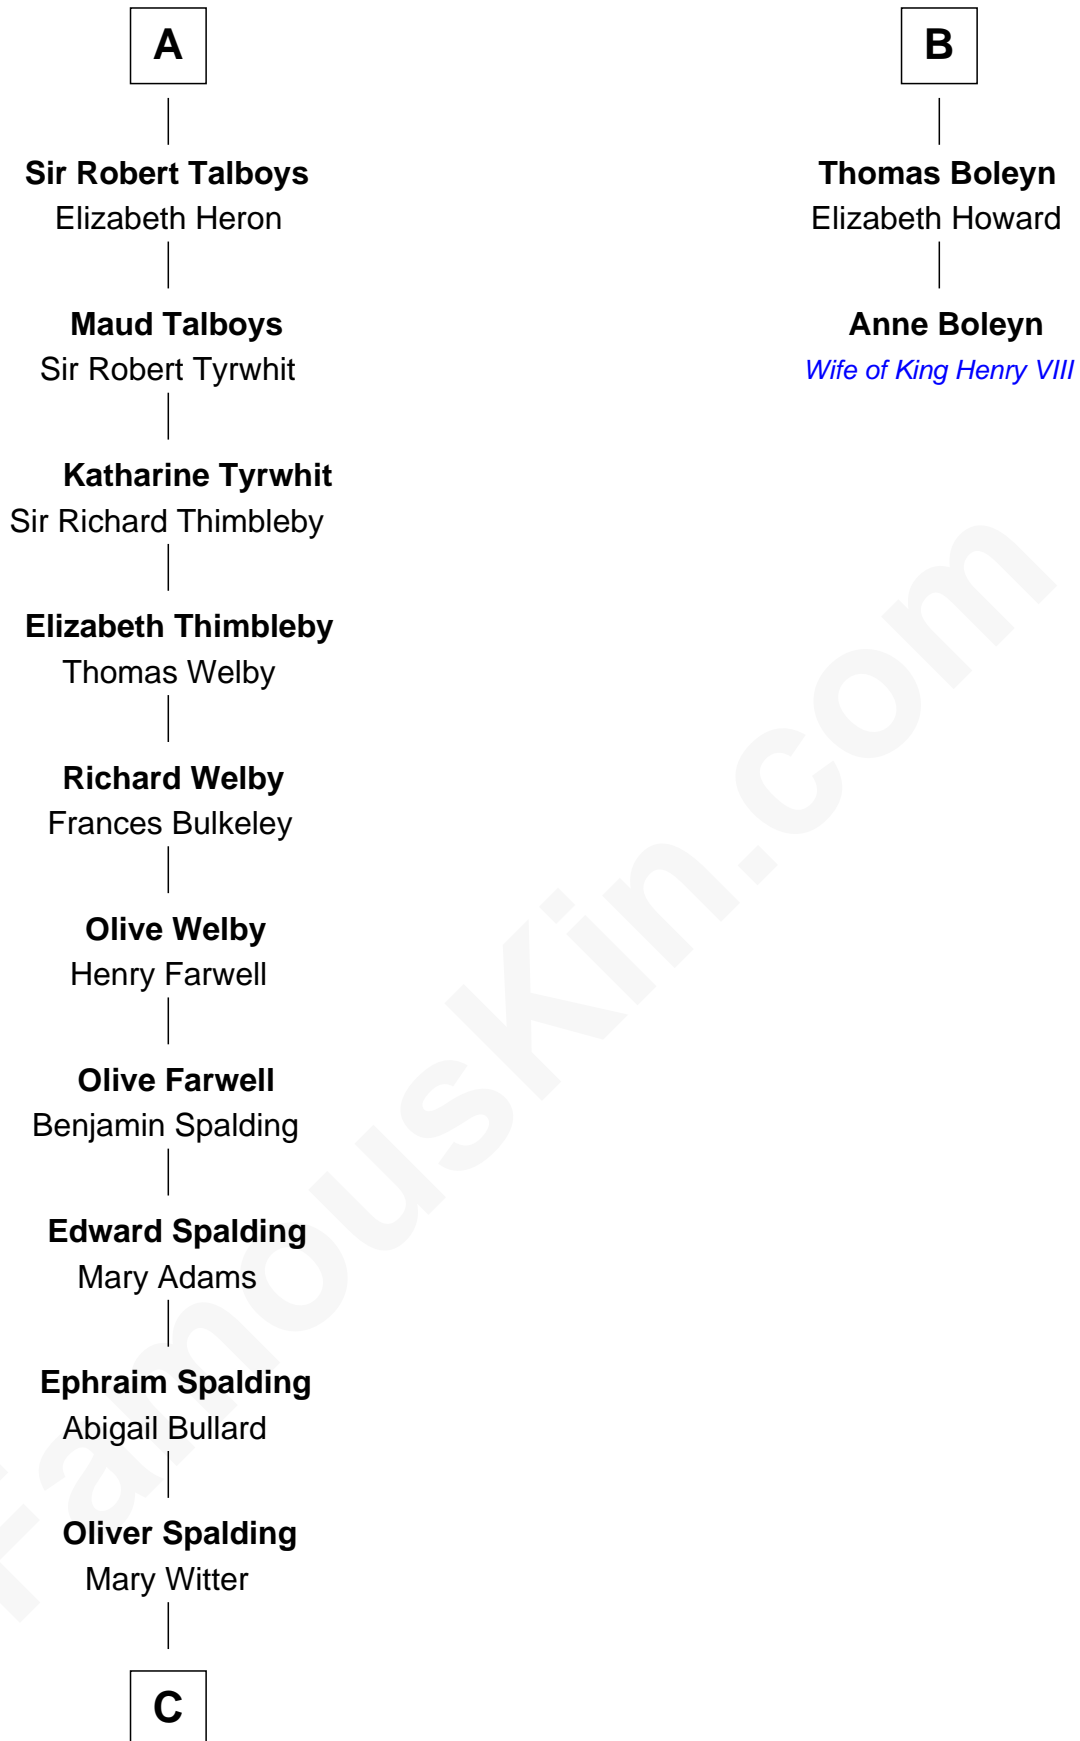 A
Sir Robert Talboys
Elizabeth Heron
Maud Talboys
Sir Robert Tyrwhit
Katharine Tyrwhit
Sir Richard Thimbleby
Elizabeth Thimbleby
Thomas Welby
Richard Welby
Frances Bulkeley
Olive Welby
Henry Farwell
Olive Farwell
Benjamin Spalding
Edward Spalding
Mary Adams
Ephraim Spalding
Abigail Bullard
Oliver Spalding
Mary Witter
C
B
Thomas Boleyn
Elizabeth Howard
Anne Boleyn
Wife of King Henry VIII
FamousKin.com